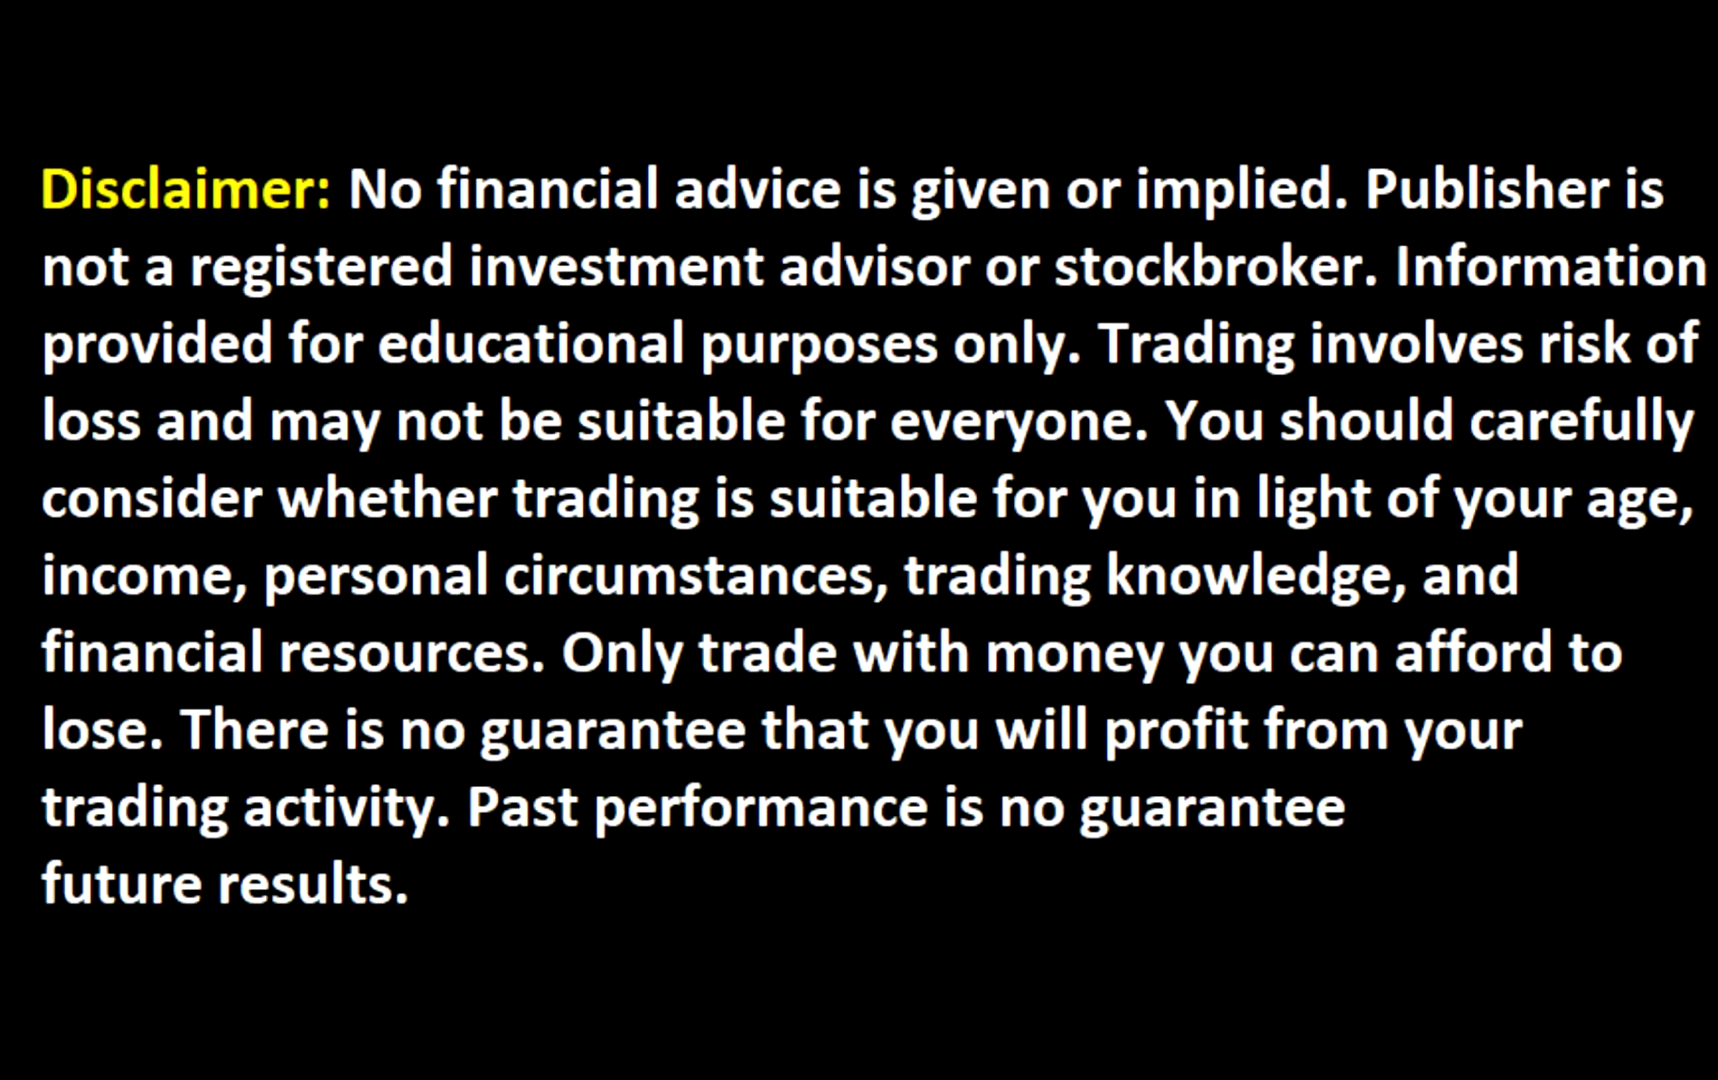 Disclaimer: No financial advice is given or implied. Publisher is
not a registered investment advisor or stockbroker. Information
provided for educational purposes only. Trading involves risk of
loss and may not be suitable for everyone. You should carefully
consider whether trading is suitable for you in light of your age,
income, personal circumstances, trading knowledge, and
financial resources. Only trade with money you can afford to
lose. There is no guarantee that you will profit from your
trading activity. Past performance is no guarantee
future results.